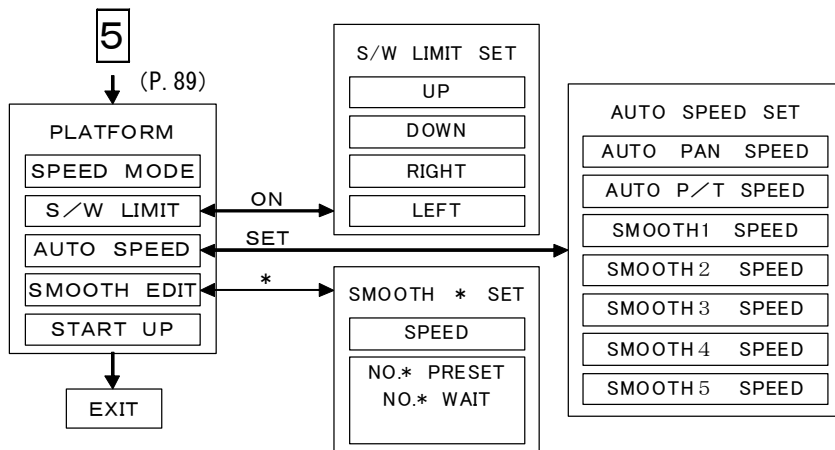 5
(P. 89)
PLATFORM
SPEED MODE
S／W LIMIT
AUTO SPEED
SMOOTH EDIT
START UP
EXIT
ON
SET
*
S/W LIMIT SET
UP
DOWN
RIGHT
LEFT
SMOOTH * SET
SPEED
NO.* PRESET
NO.* WAIT
AUTO SPEED SET
AUTO PAN SPEED
AUTO P／T SPEED
SMOOTH1 SPEED
SMOOTH2 SPEED
SMOOTH3 SPEED
SMOOTH4 SPEED
SMOOTH5 SPEED